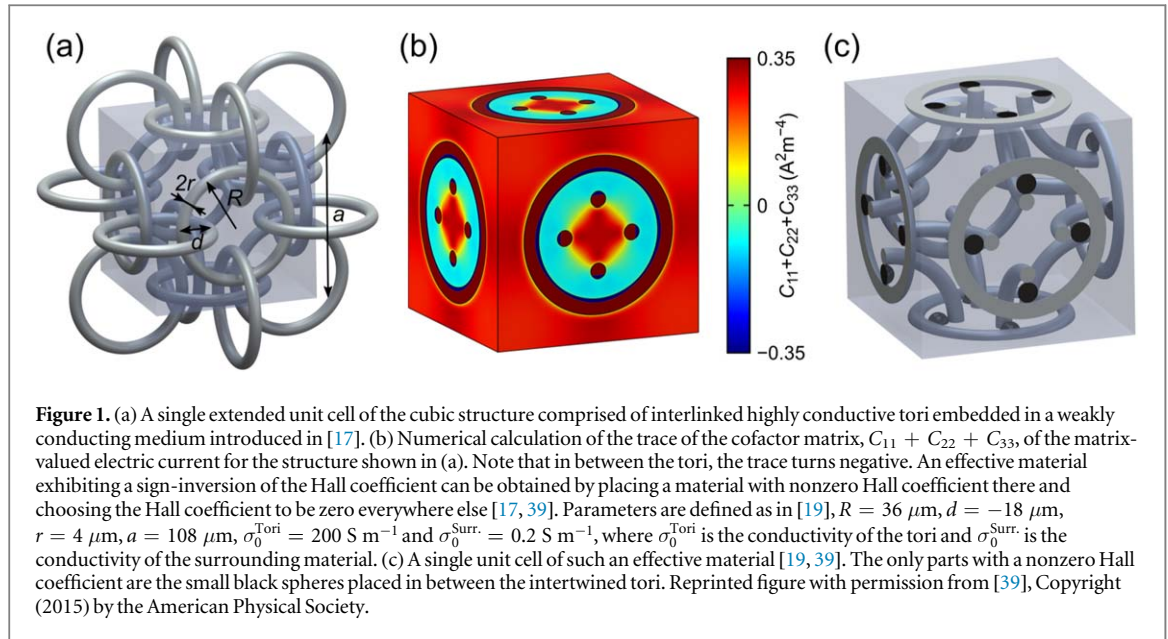 (a)
(b)
(c)
2r
R
d
a
0.35
0
−0.35
C₁₁+C₂₂+C₃₃ (A²m⁻⁴)
Figure 1. (a) A single extended unit cell of the cubic structure comprised of interlinked highly conductive tori embedded in a weakly
conducting medium introduced in [17]. (b) Numerical calculation of the trace of the cofactor matrix, C₁₁ + C₂₂ + C₃₃, of the matrix-
valued electric current for the structure shown in (a). Note that in between the tori, the trace turns negative. An effective material
exhibiting a sign-inversion of the Hall coefficient can be obtained by placing a material with nonzero Hall coefficient there and
choosing the Hall coefficient to be zero everywhere else [17, 39]. Parameters are defined as in [19], R = 36 μm, d = −18 μm,
r = 4 μm, a = 108 μm, σ₀^Tori = 200 S m⁻¹ and σ₀^Surr. = 0.2 S m⁻¹, where σ₀^Tori is the conductivity of the tori and σ₀^Surr. is the
conductivity of the surrounding material. (c) A single unit cell of such an effective material [19, 39]. The only parts with a nonzero Hall
coefficient are the small black spheres placed in between the intertwined tori. Reprinted figure with permission from [39], Copyright
(2015) by the American Physical Society.